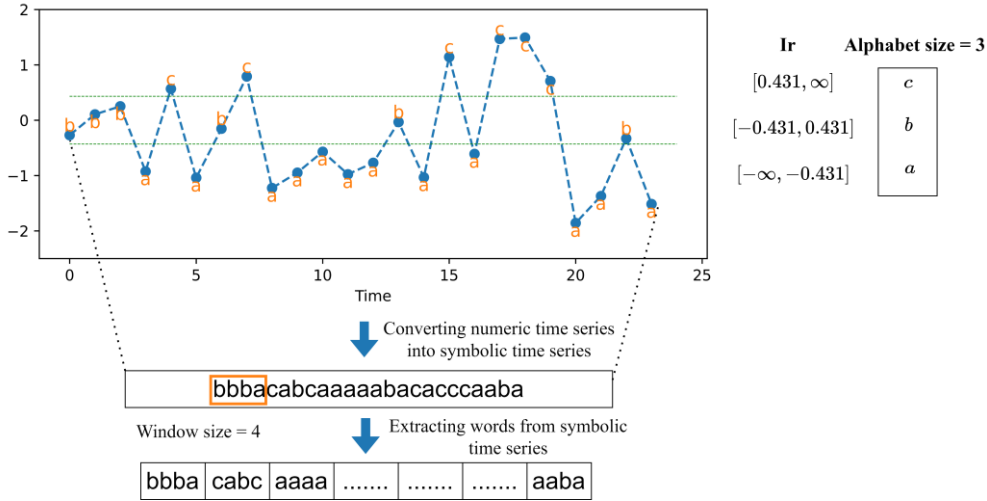 2
1
0
−1
−2
b b b a c a b c a a a a a b a c a c c c a a b a
0 5 10 15 20 25
Time
Ir Alphabet size = 3
[0.431, ∞] c
[−0.431, 0.431] b
[−∞, −0.431] a
Converting numeric time series
into symbolic time series
bbbacabcaaaaabacacccaaba
Window size = 4
Extracting words from symbolic
time series
bbba cabc aaaa ....... ....... ....... aaba